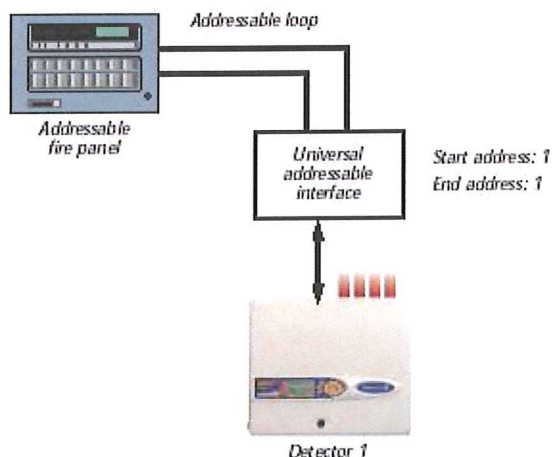 Addressable loop
Addressable
fire panel
Universal
addressable
interface
Start address: 1
End address: 1
Detector 1